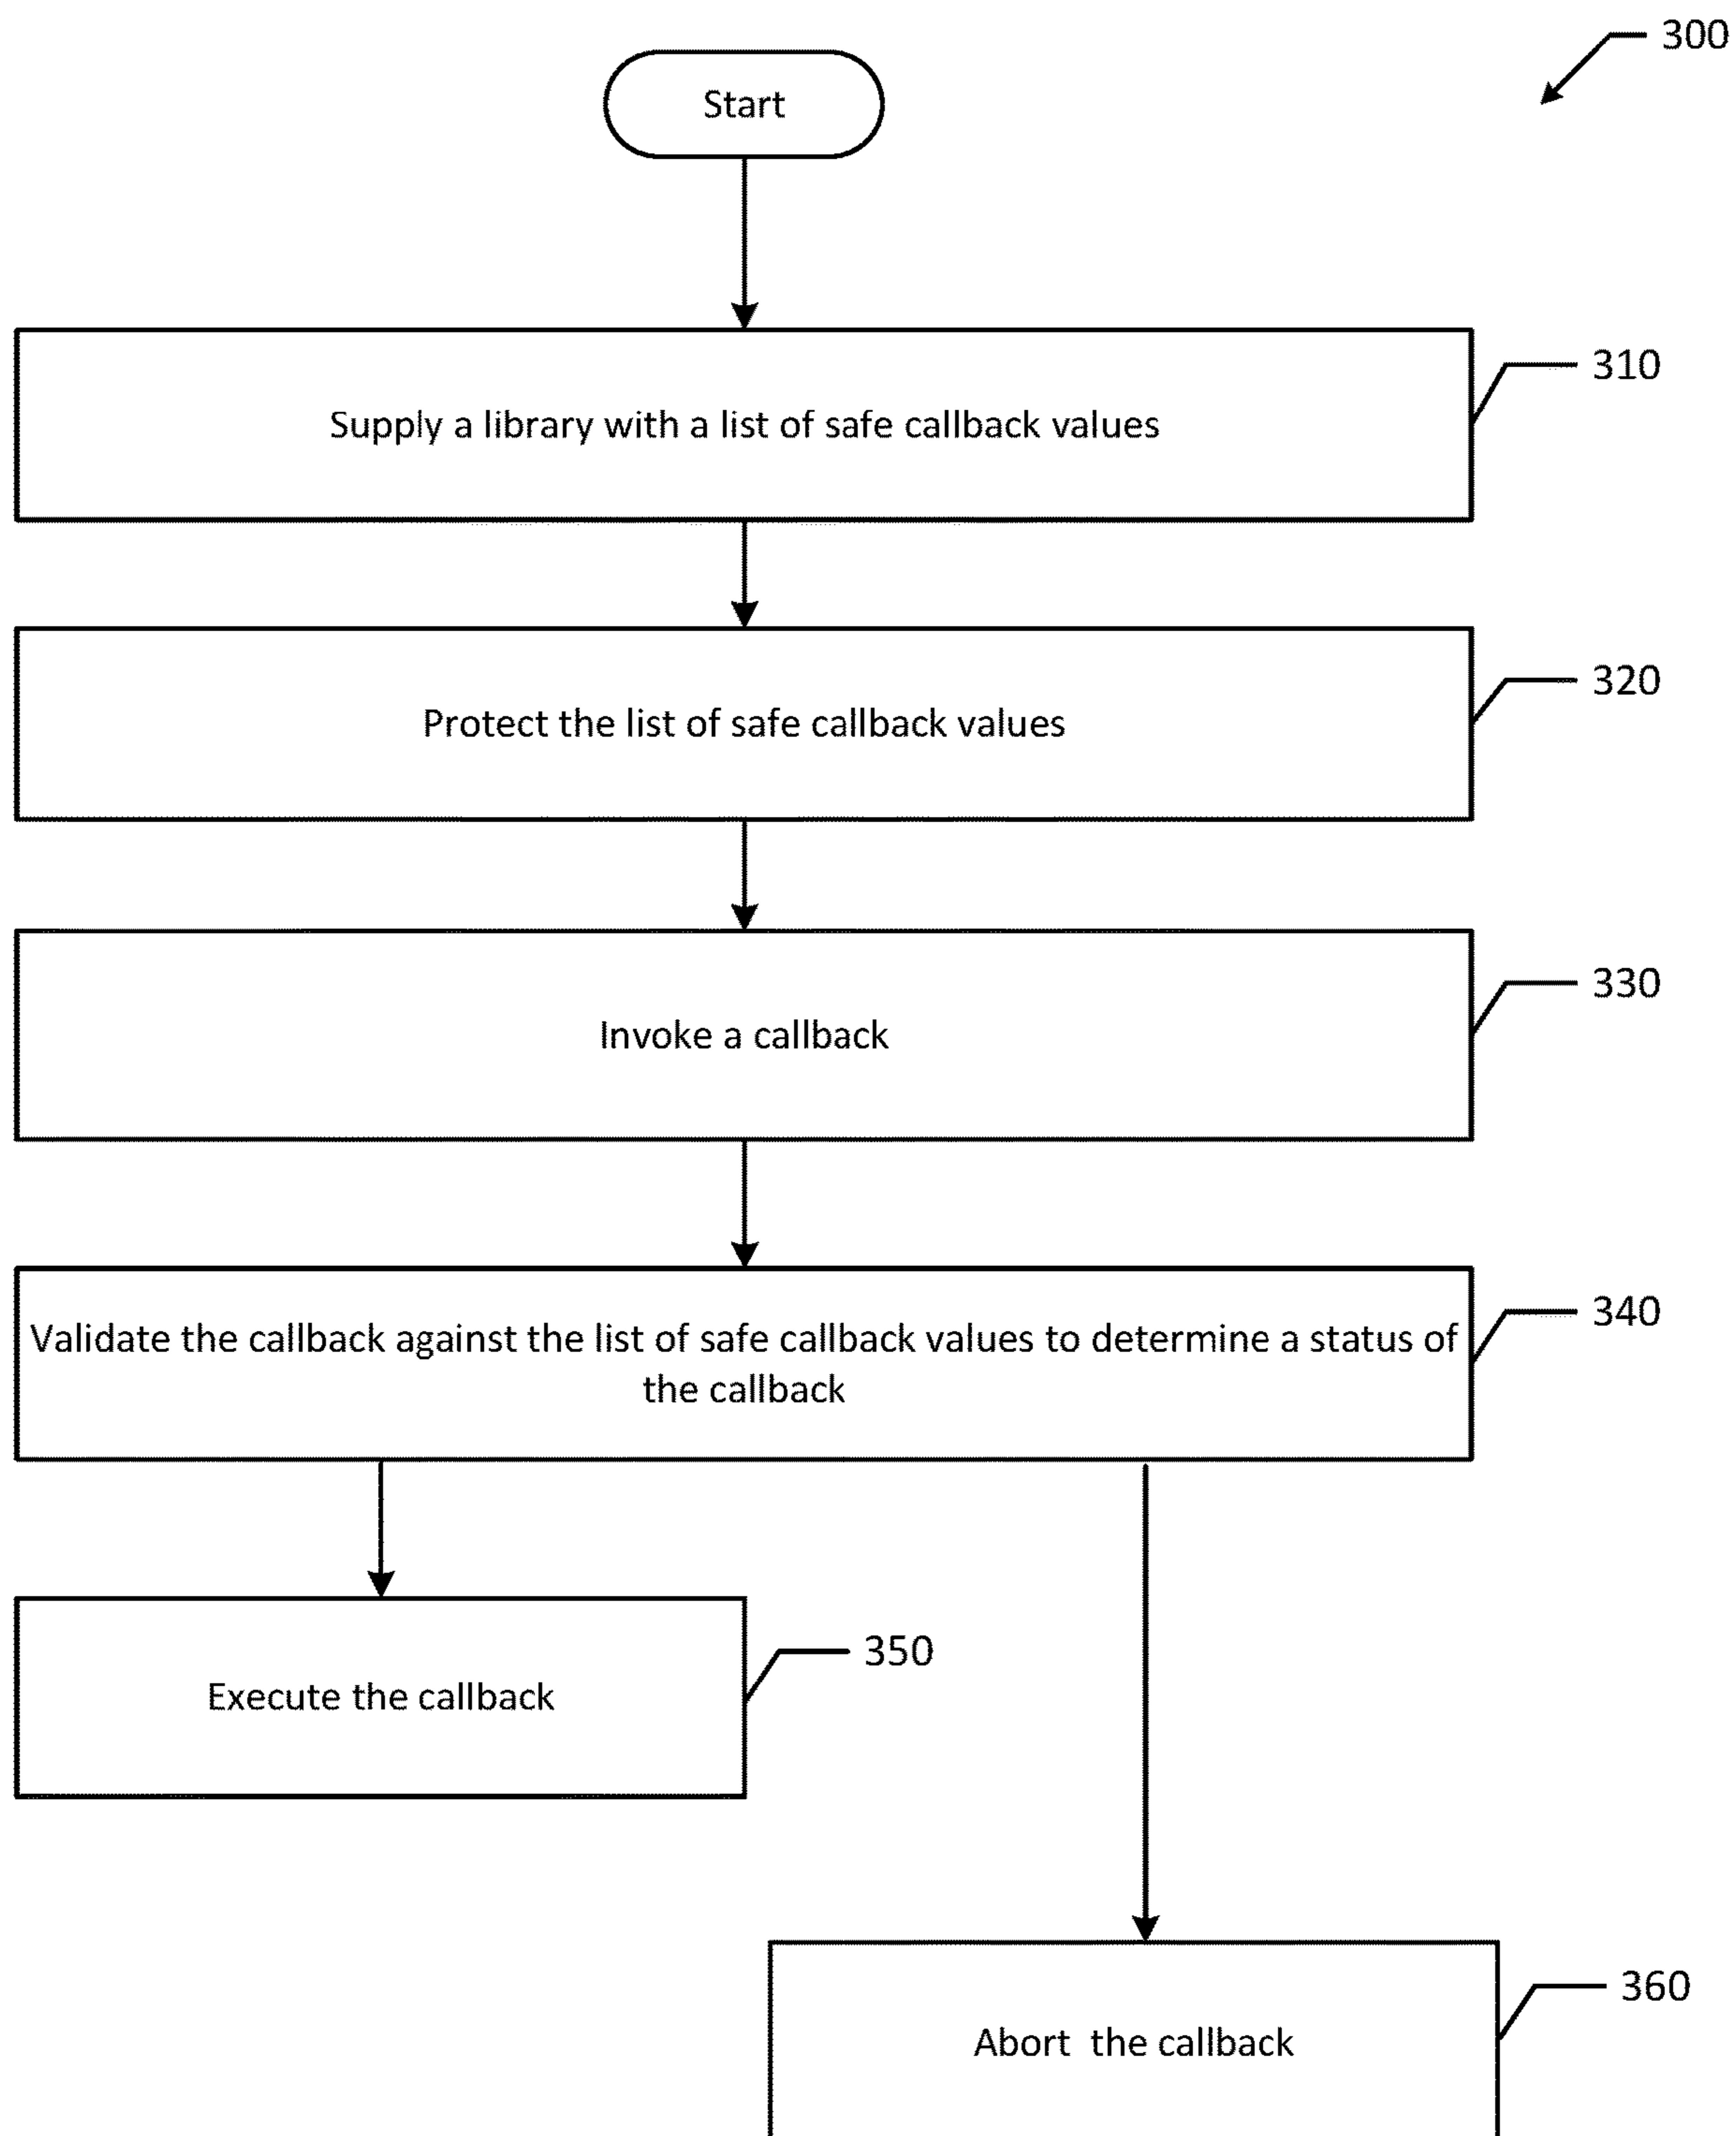 300
Start
Supply a library with a list of safe callback values
310
Protect the list of safe callback values
320
Invoke a callback
330
Validate the callback against the list of safe callback values to determine a status of
the callback
340
Execute the callback
350
Abort the callback
360